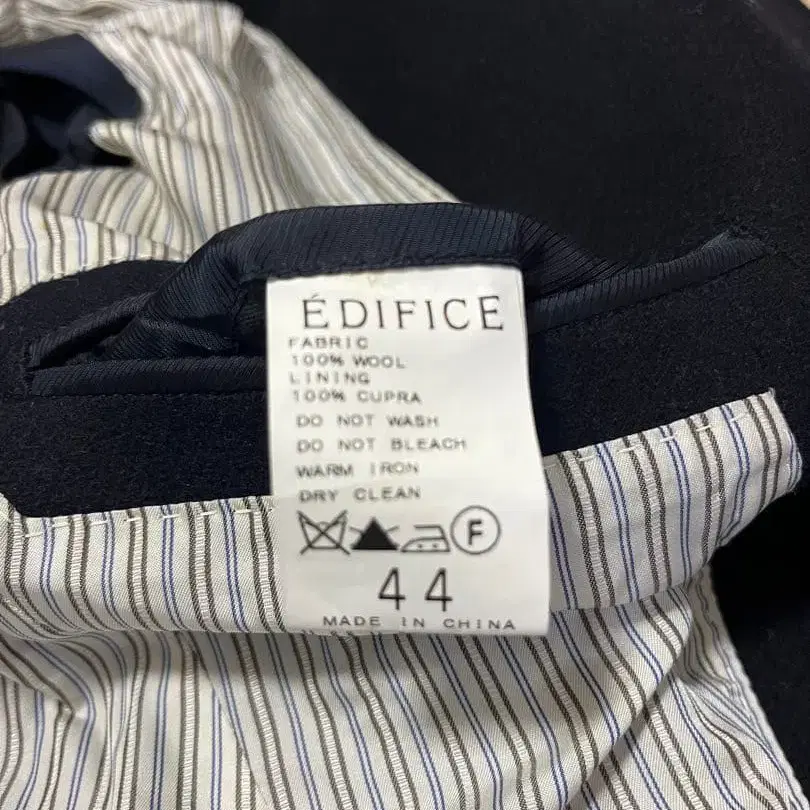 ÉDIFICE
FABRIC
100% WOOL
LINING
100% CUPRA
DO NOT WASH
DO NOT BLEACH
WARM IRON
DRY CLEAN
F
44
MADE IN CHINA